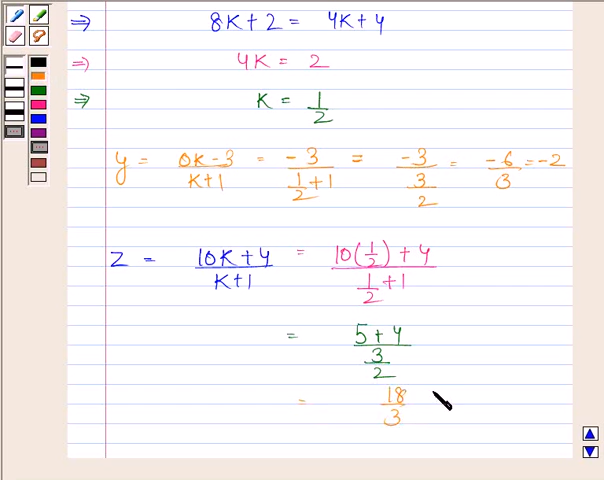 ⇒ 8K + 2 = 4K + 4
⇒ 4K = 2
⇒ K = 1/2
y = (0K - 3)/(K + 1) = (-3)/(1/2 + 1) = (-3)/(3/2) = -6/3 = -2
z = (10K + 4)/(K + 1) = (10(1/2) + 4)/(1/2 + 1)
= (5 + 4)/(3/2)
= 18/3